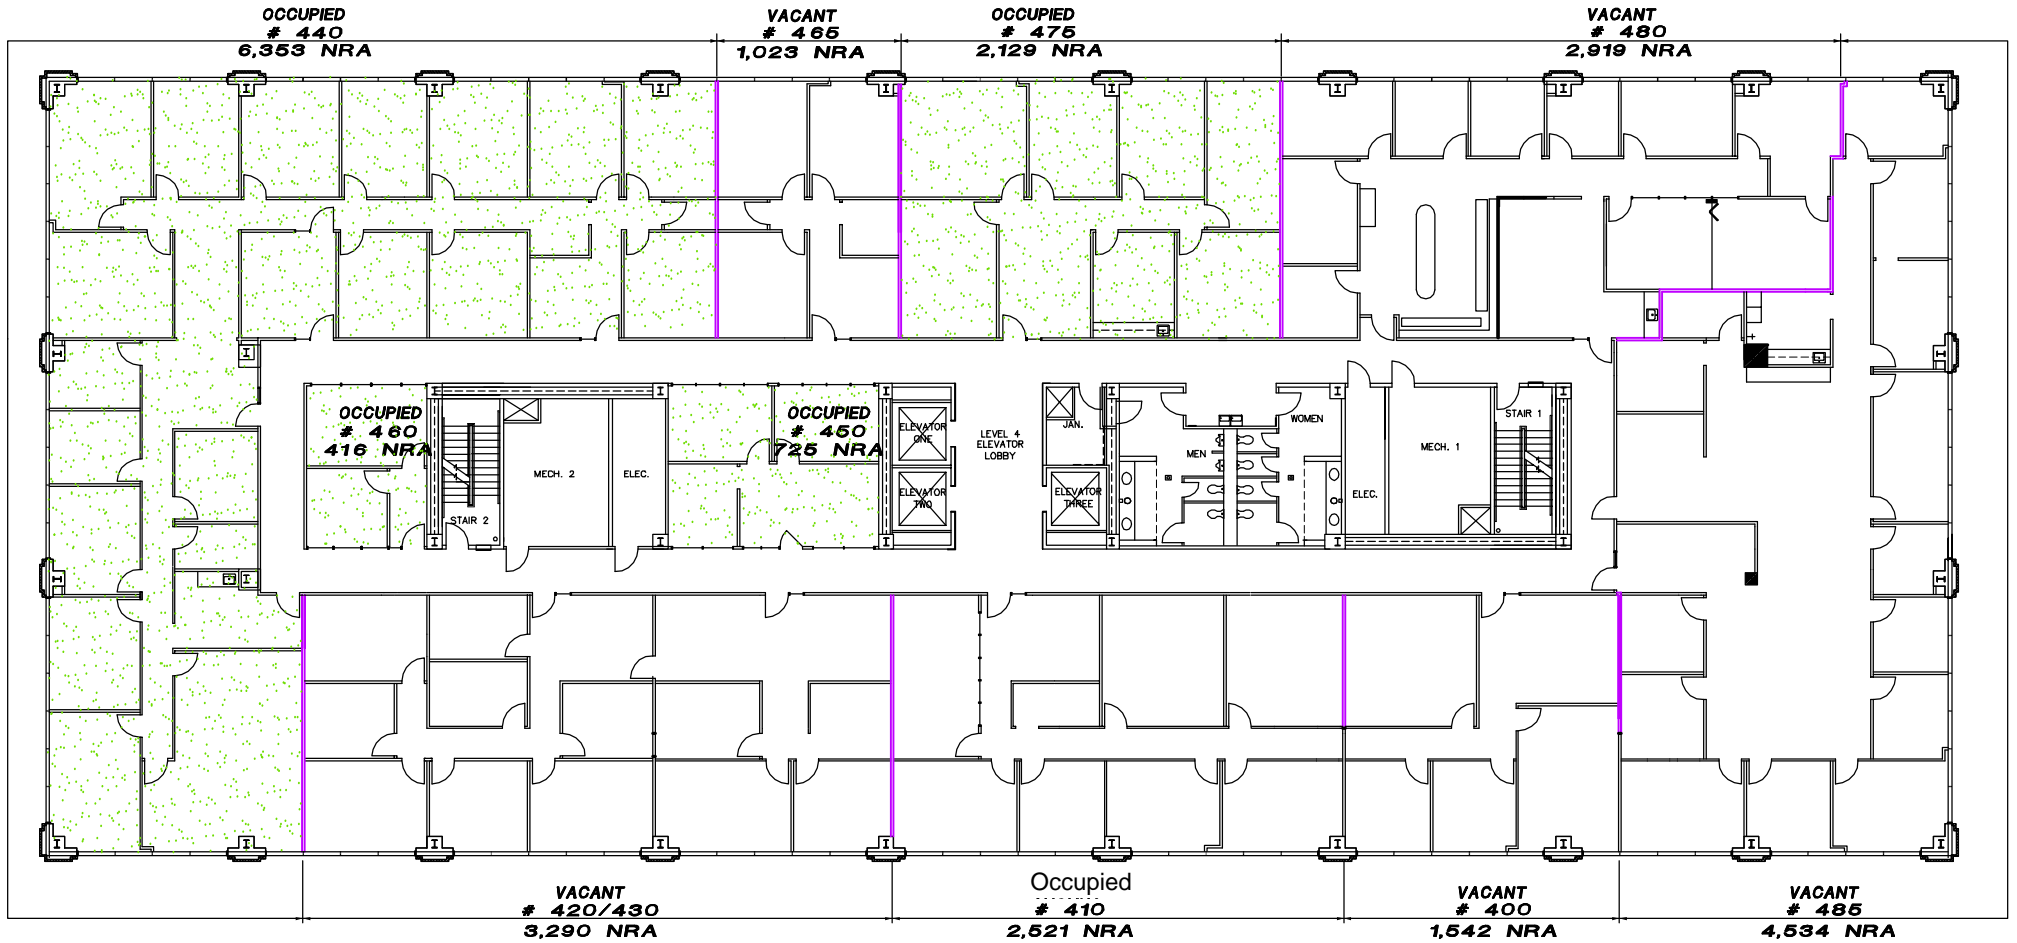 OCCUPIED
# 440
6,353 NRA
VACANT
# 465
1,023 NRA
OCCUPIED
# 475
2,129 NRA
VACANT
# 480
2,919 NRA
OCCUPIED
# 460
416 NRA
STAIR 2
MECH. 2
ELEC.
OCCUPIED
# 450
725 NRA
ELEVATOR
ONE
ELEVATOR
TWO
LEVEL 4
ELEVATOR
LOBBY
JAN.
ELEVATOR
THREE
MEN
WOMEN
ELEC.
MECH. 1
STAIR 1
VACANT
# 420/430
3,290 NRA
Occupied
# 410
2,521 NRA
VACANT
# 400
1,542 NRA
VACANT
# 485
4,534 NRA